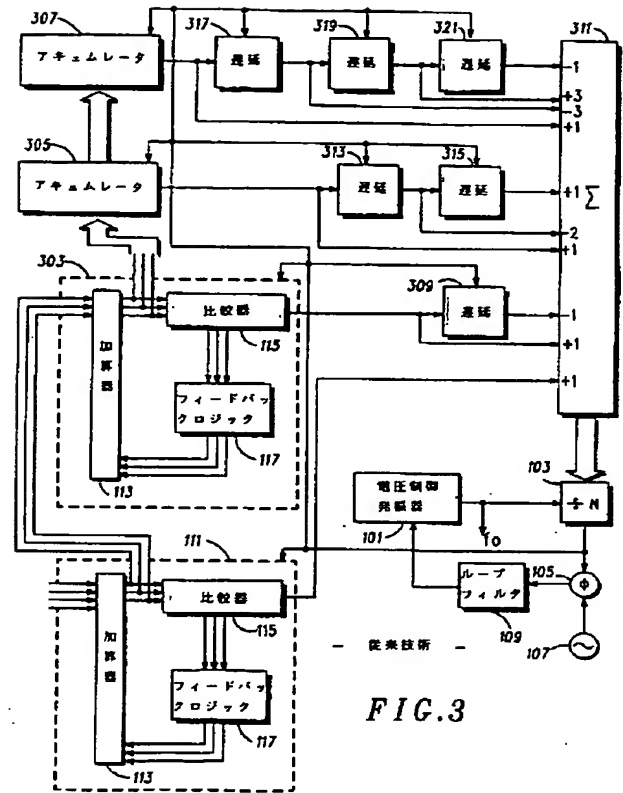 307
317
319
321
311
アキュムレータ
遅延
遅延
遅延
-1
+3
-3
+1
305
アキュムレータ
313
遅延
315
遅延
+1
Σ
-2
+1
303
309
遅延
-1
+1
+1
加算器
比較器
115
フィードバッ
クロジック
117
113
電圧制御
発振器
101
fo
103
÷N
111
105
Φ
ループ
フィルタ
109
107
加算器
比較器
115
フィードバッ
クロジック
117
113
- 従来技術 -
FIG.3